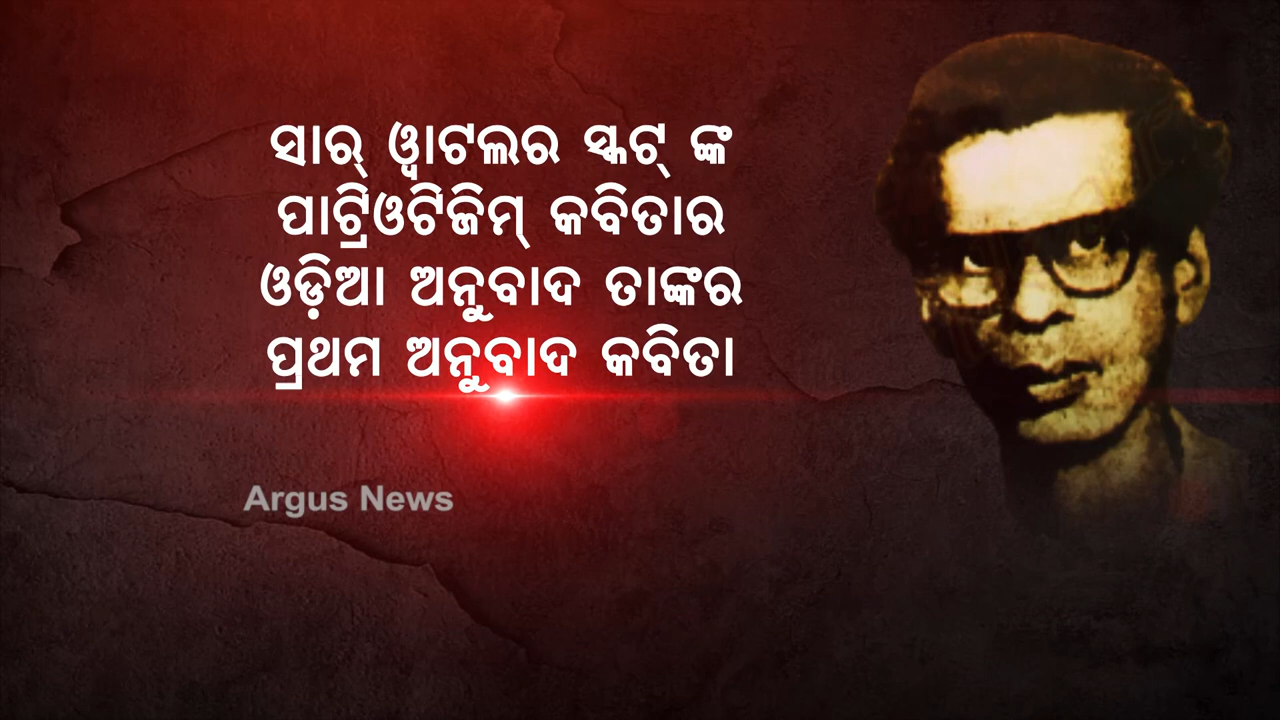 ସାର୍ ୱାଟଲର ସ୍କଟ୍ ଙ୍କ
ପାଟ୍ରିଓଟିଜିମ୍ କବିତାର
ଓଡ଼ିଆ ଅନୁବାଦ ତାଙ୍କର
ପ୍ରଥମ ଅନୁବାଦ କବିତା
Argus News